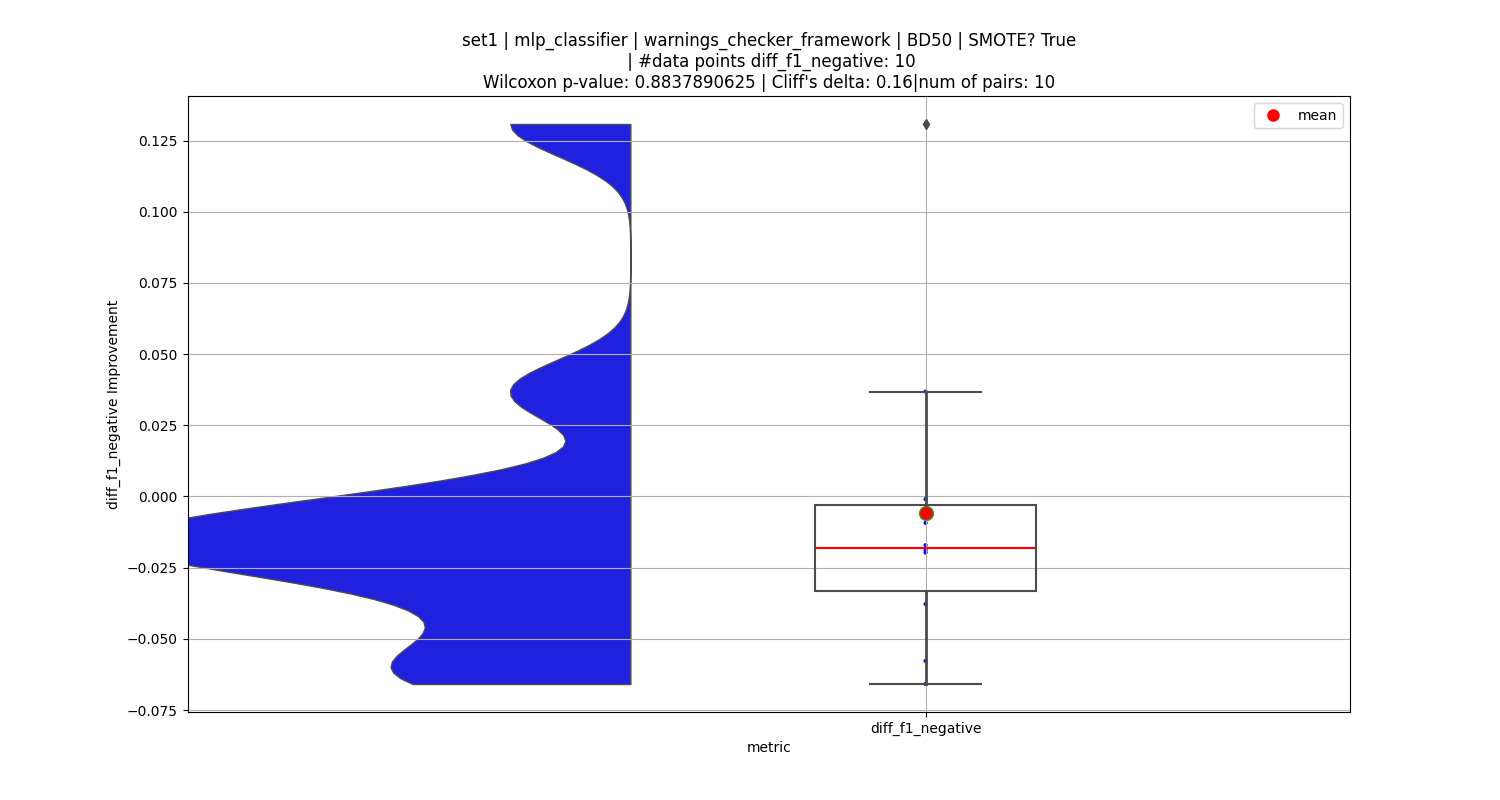 set1 | mlp_classifier | warnings_checker_framework | BD50 | SMOTE? True
| #data points diff_f1_negative: 10
Wilcoxon p-value: 0.8837890625 | Cliff's delta: 0.16|num of pairs: 10
mean
0.125
0.100
0.075
0.050
0.025
0.000
−0.025
−0.050
−0.075
diff_f1_negative Improvement
diff_f1_negative
metric